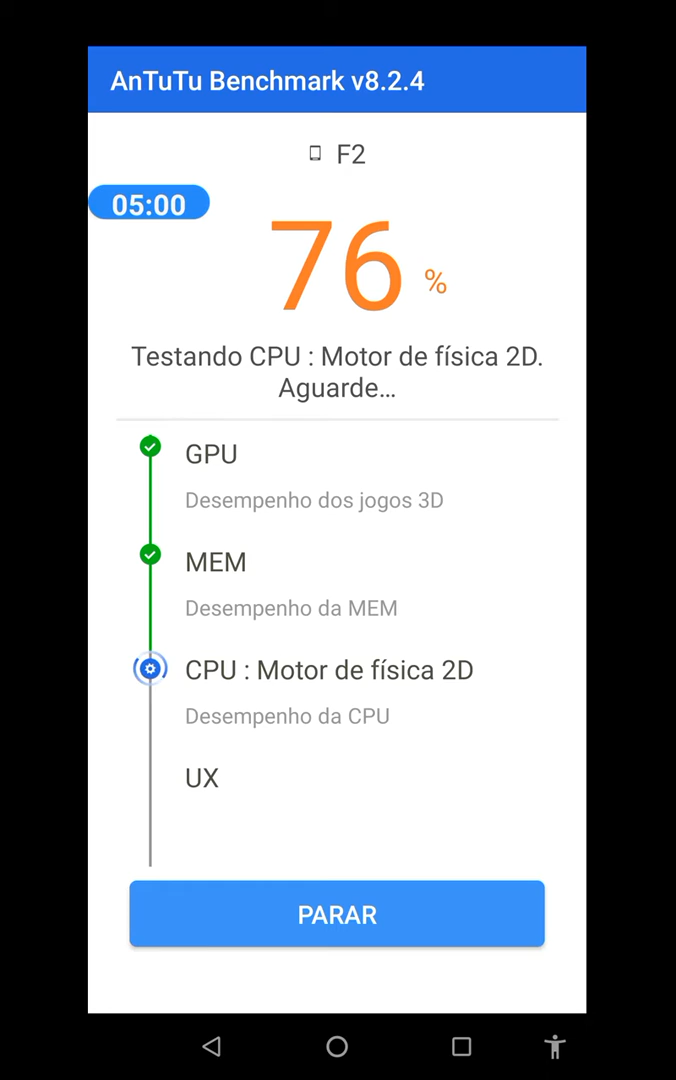 AnTuTu Benchmark v8.2.4
F2
05:00
76 %
Testando CPU : Motor de física 2D.
Aguarde...
GPU
Desempenho dos jogos 3D
MEM
Desempenho da MEM
CPU : Motor de física 2D
Desempenho da CPU
UX
PARAR